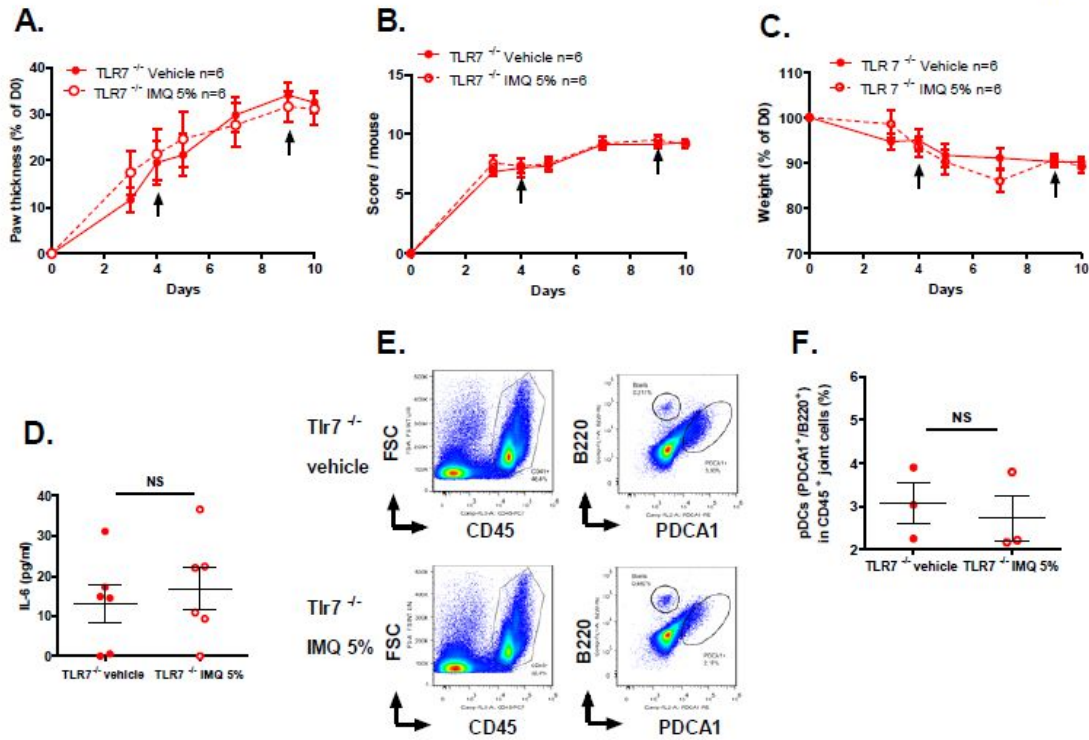 A.
TLR7 -/- Vehicle n=6
TLR7 -/- IMQ 5% n=6
Paw thickness (% of D0)
40
30
20
10
0
0 2 4 6 8 10
Days
B.
TLR7 -/- Vehicle n=6
TLR7 -/- IMQ 5% n=6
Score / mouse
15
10
5
0
0 2 4 6 8 10
Days
C.
TLR 7 -/- Vehicle n=6
TLR 7 -/- IMQ 5% n=6
Weight (% of D0)
110
100
90
80
70
0 2 4 6 8 10
Days
D.
NS
IL-6 (pg/ml)
40
30
20
10
0
TLR7 -/- vehicle TLR7 -/- IMQ 5%
E.
Tlr7 -/-
vehicle
FSC
CD45
B220
PDCA1
Tlr7 -/-
IMQ 5%
FSC
CD45
B220
PDCA1
F.
NS
pDCs (PDCA1+/B220+)
in CD45 + joint cells (%)
6
5
4
3
2
TLR7 -/- vehicle TLR7 -/- IMQ 5%